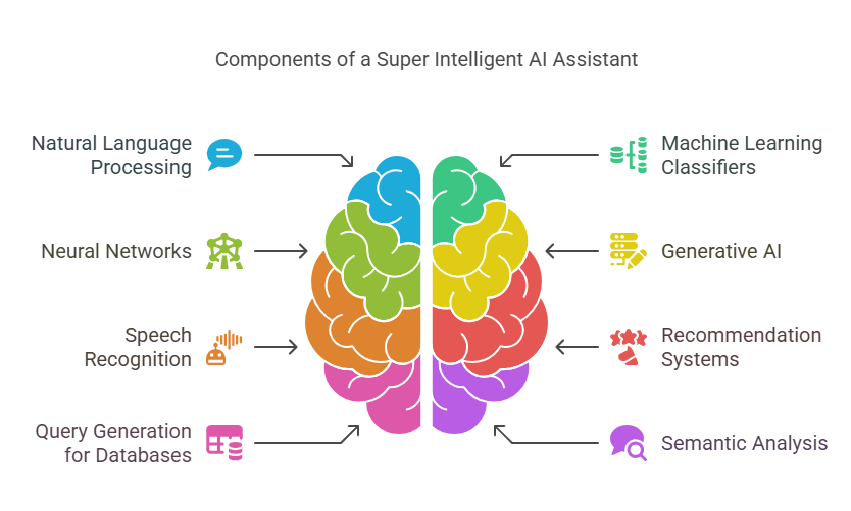 Components of a Super Intelligent AI Assistant
Natural Language
Processing
Machine Learning
Classifiers
Neural Networks
Generative AI
Speech
Recognition
Recommendation
Systems
Query Generation
for Databases
Semantic Analysis